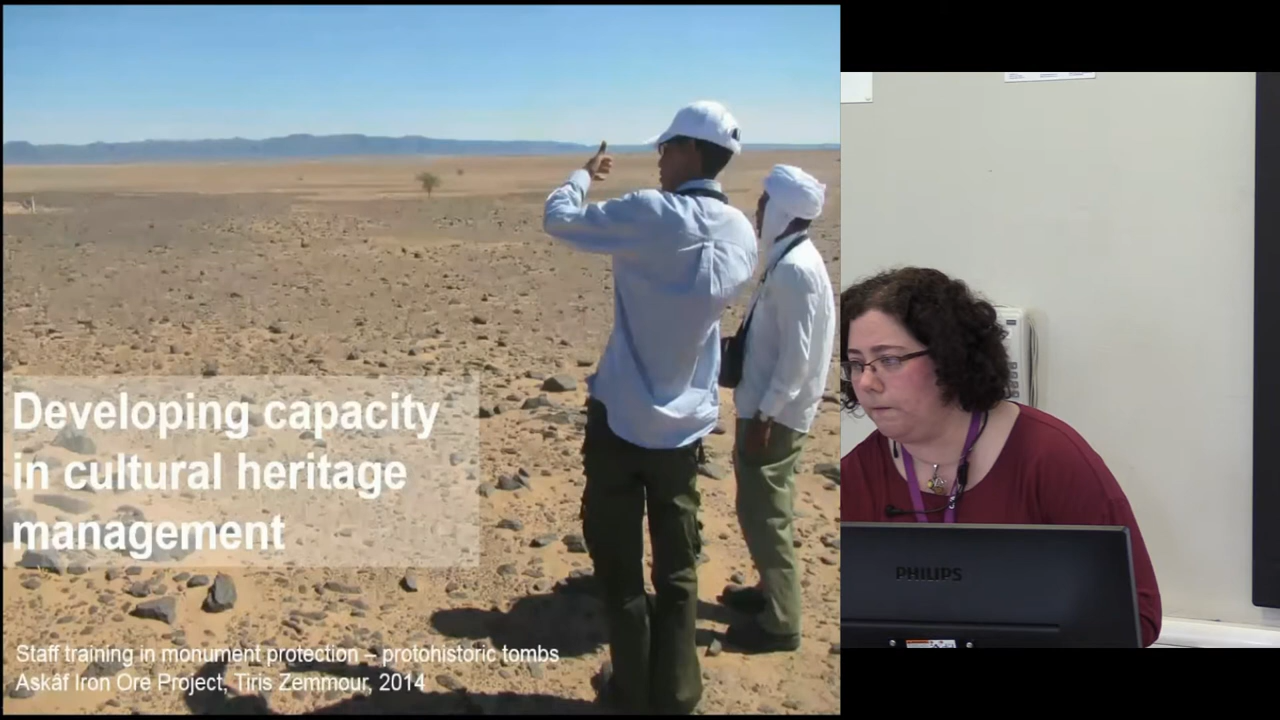 Developing capacity
in cultural heritage
management
Staff training in monument protection – protohistoric tombs
Askâf Iron Ore Project, Tiris Zemmour, 2014
PHILIPS